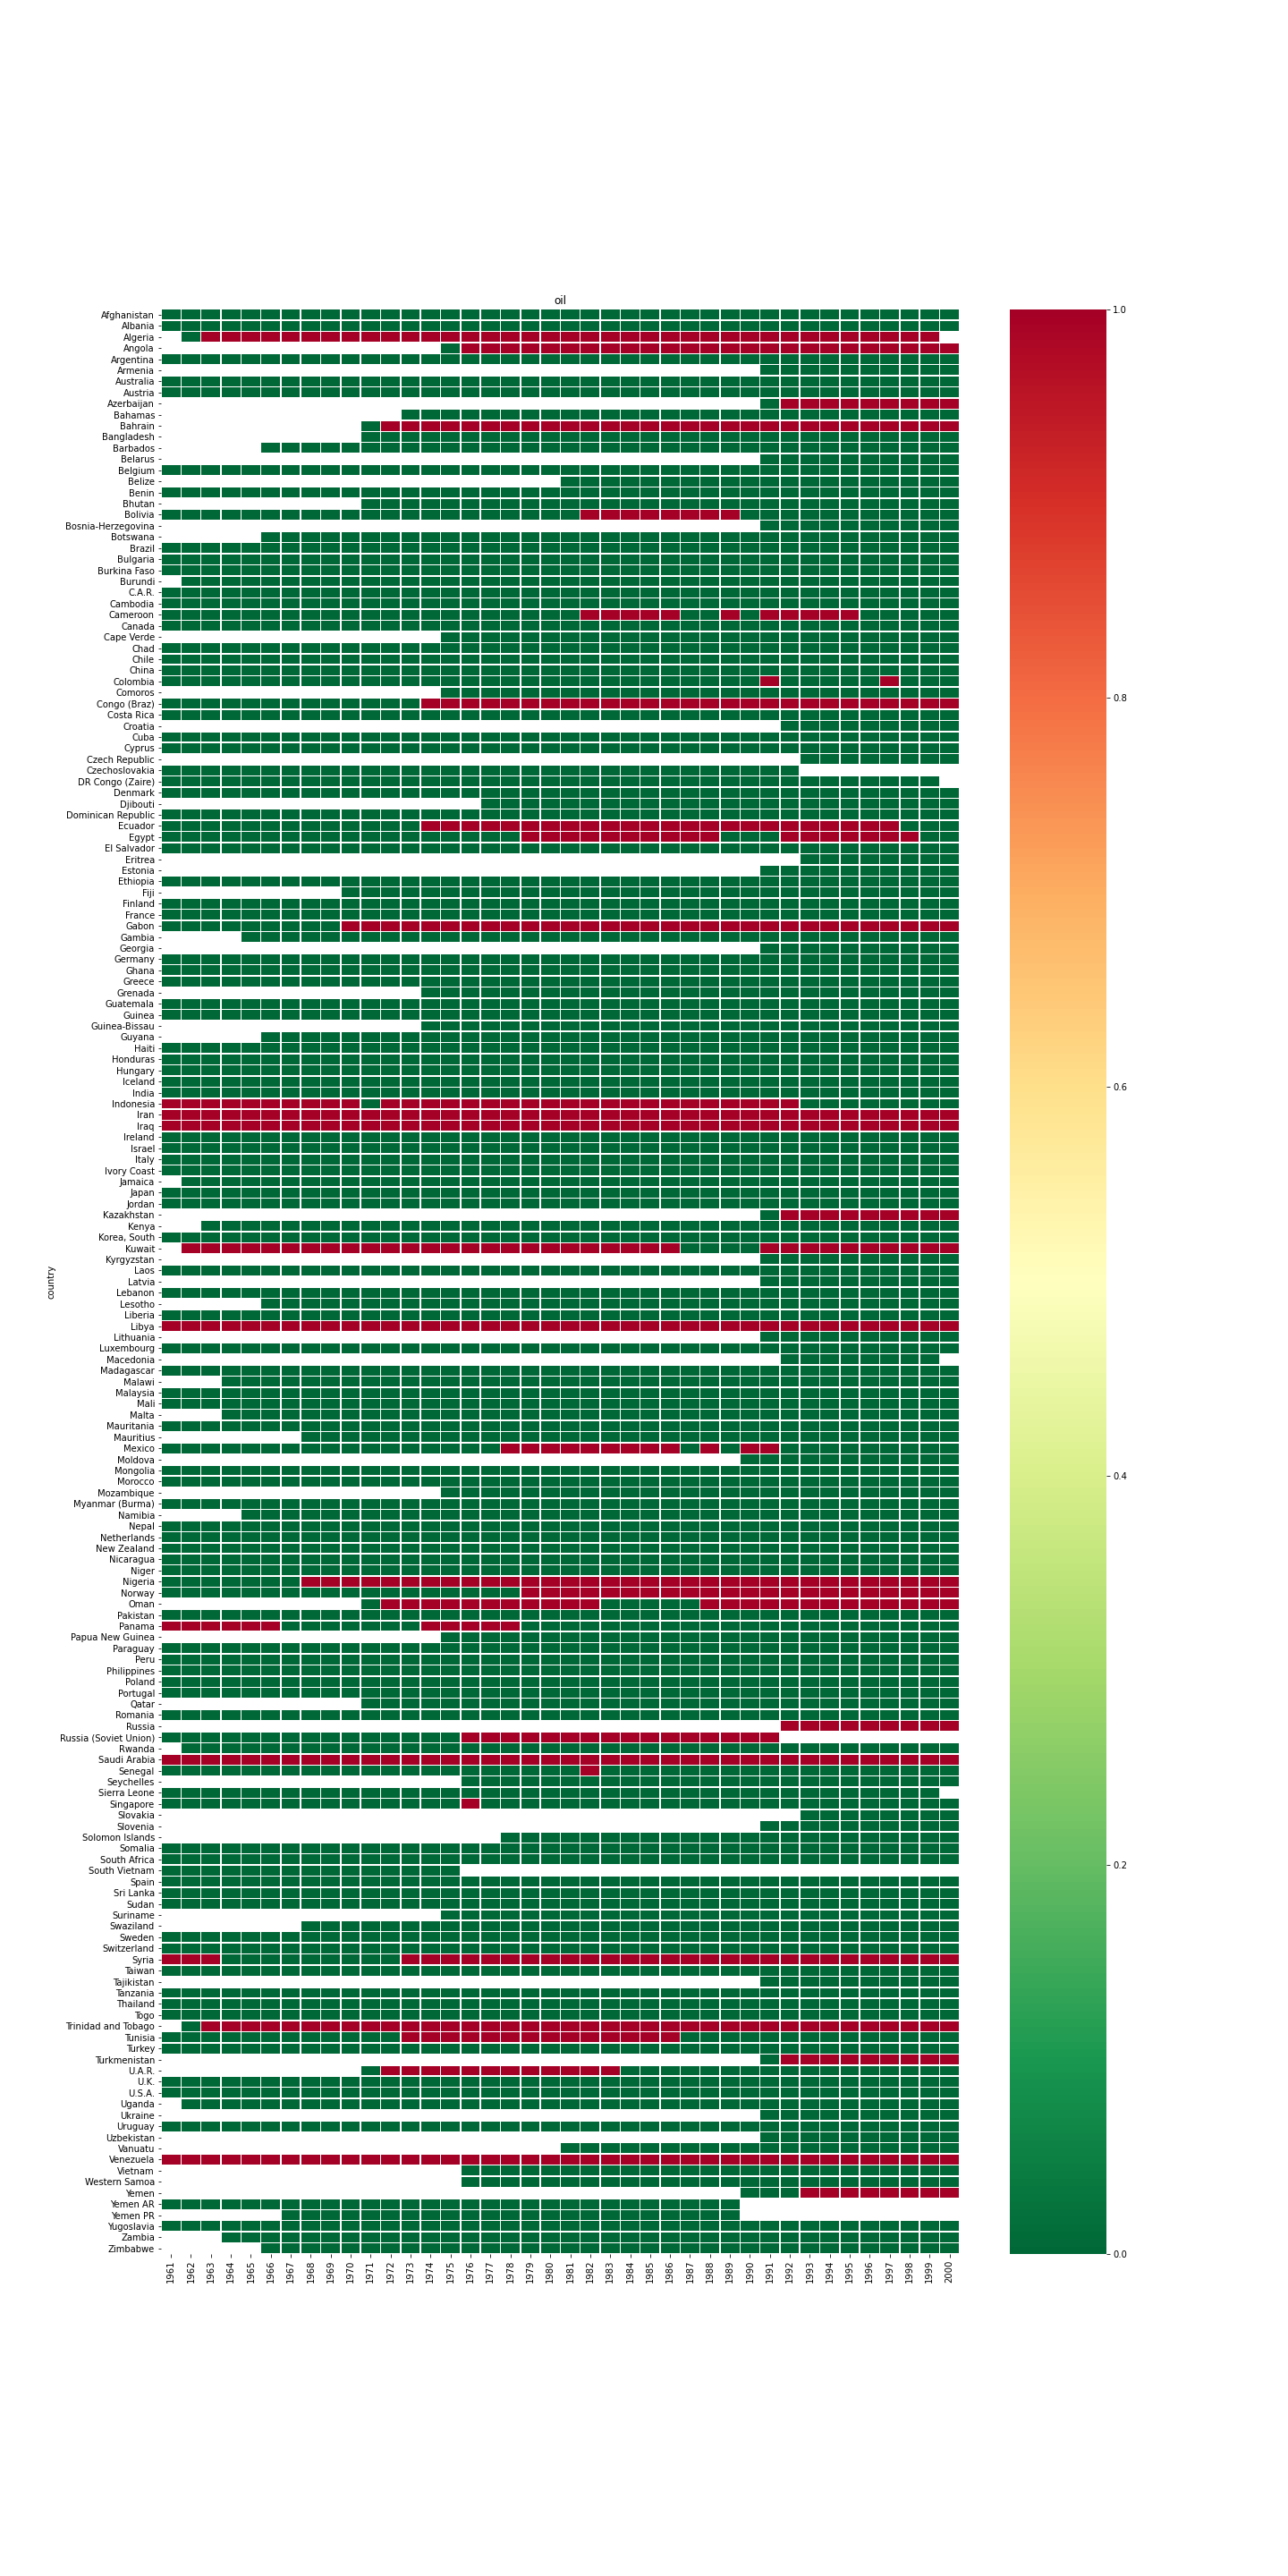 oil
Afghanistan
Albania
Algeria
Angola
Argentina
Armenia
Australia
Austria
Azerbaijan
Bahamas
Bahrain
Bangladesh
Barbados
Belarus
Belgium
Belize
Benin
Bhutan
Bolivia
Bosnia-Herzegovina
Botswana
Brazil
Bulgaria
Burkina Faso
Burundi
C.A.R.
Cambodia
Cameroon
Canada
Cape Verde
Chad
Chile
China
Colombia
Comoros
Congo (Braz)
Costa Rica
Croatia
Cuba
Cyprus
Czech Republic
Czechoslovakia
DR Congo (Zaire)
Denmark
Djibouti
Dominican Republic
Ecuador
Egypt
El Salvador
Eritrea
Estonia
Ethiopia
Fiji
Finland
France
Gabon
Gambia
Georgia
Germany
Ghana
Greece
Grenada
Guatemala
Guinea
Guinea-Bissau
Guyana
Haiti
Honduras
Hungary
Iceland
India
Indonesia
Iran
Iraq
Ireland
Israel
Italy
Ivory Coast
Jamaica
Japan
Jordan
Kazakhstan
Kenya
Korea, South
Kuwait
Kyrgyzstan
Laos
Latvia
Lebanon
Lesotho
Liberia
Libya
Lithuania
Luxembourg
Macedonia
Madagascar
Malawi
Malaysia
Mali
Malta
Mauritania
Mauritius
Mexico
Moldova
Mongolia
Morocco
Mozambique
Myanmar (Burma)
Namibia
Nepal
Netherlands
New Zealand
Nicaragua
Niger
Nigeria
Norway
Oman
Pakistan
Panama
Papua New Guinea
Paraguay
Peru
Philippines
Poland
Portugal
Qatar
Romania
Russia
Russia (Soviet Union)
Rwanda
Saudi Arabia
Senegal
Seychelles
Sierra Leone
Singapore
Slovakia
Slovenia
Solomon Islands
Somalia
South Africa
South Vietnam
Spain
Sri Lanka
Sudan
Suriname
Swaziland
Sweden
Switzerland
Syria
Taiwan
Tajikistan
Tanzania
Thailand
Togo
Trinidad and Tobago
Tunisia
Turkey
Turkmenistan
U.A.R.
U.K.
U.S.A.
Uganda
Ukraine
Uruguay
Uzbekistan
Vanuatu
Venezuela
Vietnam
Western Samoa
Yemen
Yemen AR
Yemen PR
Yugoslavia
Zambia
Zimbabwe
country
1961 1962 1963 1964 1965 1966 1967 1968 1969 1970 1971 1972 1973 1974 1975 1976 1977 1978 1979 1980 1981 1982 1983 1984 1985 1986 1987 1988 1989 1990 1991 1992 1993 1994 1995 1996 1997 1998 1999 2000
1.0
0.8
0.6
0.4
0.2
0.0